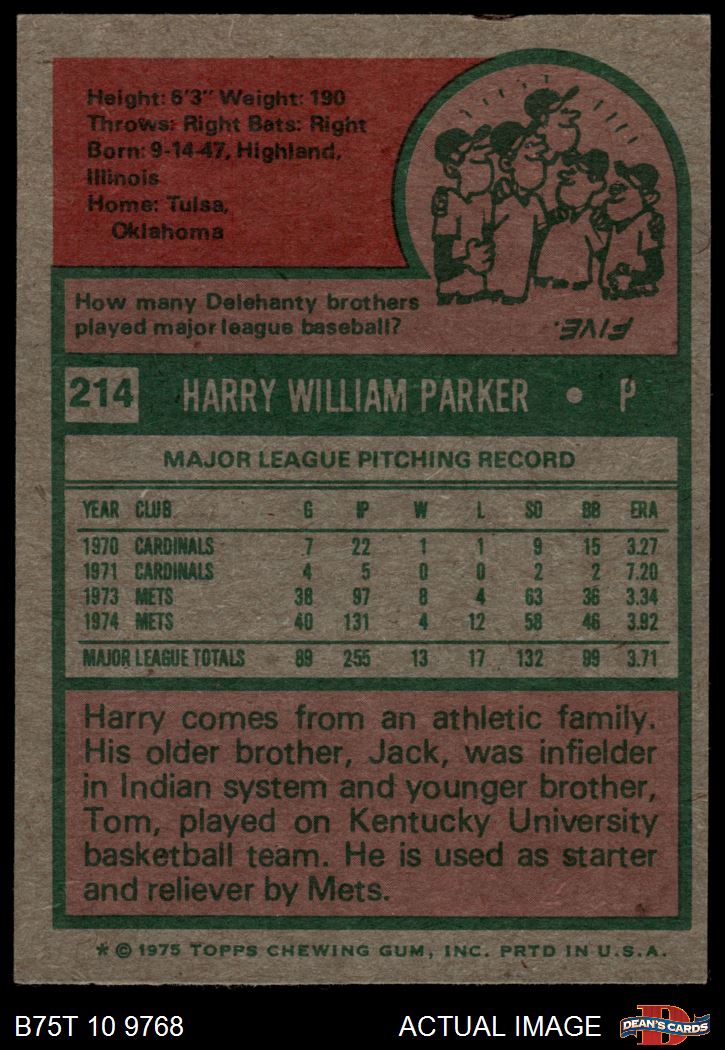 Height: 6'3" Weight: 190
Throws: Right Bats: Right
Born: 9-14-47, Highland,
Illinois
Home: Tulsa,
Oklahoma
How many Delehanty brothers
played major league baseball?
FIVE.
214 HARRY WILLIAM PARKER • P
MAJOR LEAGUE PITCHING RECORD
YEAR CLUB G IP W L SO BB ERA
1970 CARDINALS 7 22 1 1 9 15 3.27
1971 CARDINALS 4 5 0 0 2 2 7.20
1973 METS 38 97 8 4 63 36 3.34
1974 METS 40 131 4 12 58 46 3.92
MAJOR LEAGUE TOTALS 89 255 13 17 132 99 3.71
Harry comes from an athletic family.
His older brother, Jack, was infielder
in Indian system and younger brother,
Tom, played on Kentucky University
basketball team. He is used as starter
and reliever by Mets.
* © 1975 TOPPS CHEWING GUM, INC. PRTD IN U.S.A.
B75T 10 9768 ACTUAL IMAGE D DEAN'S CARDS